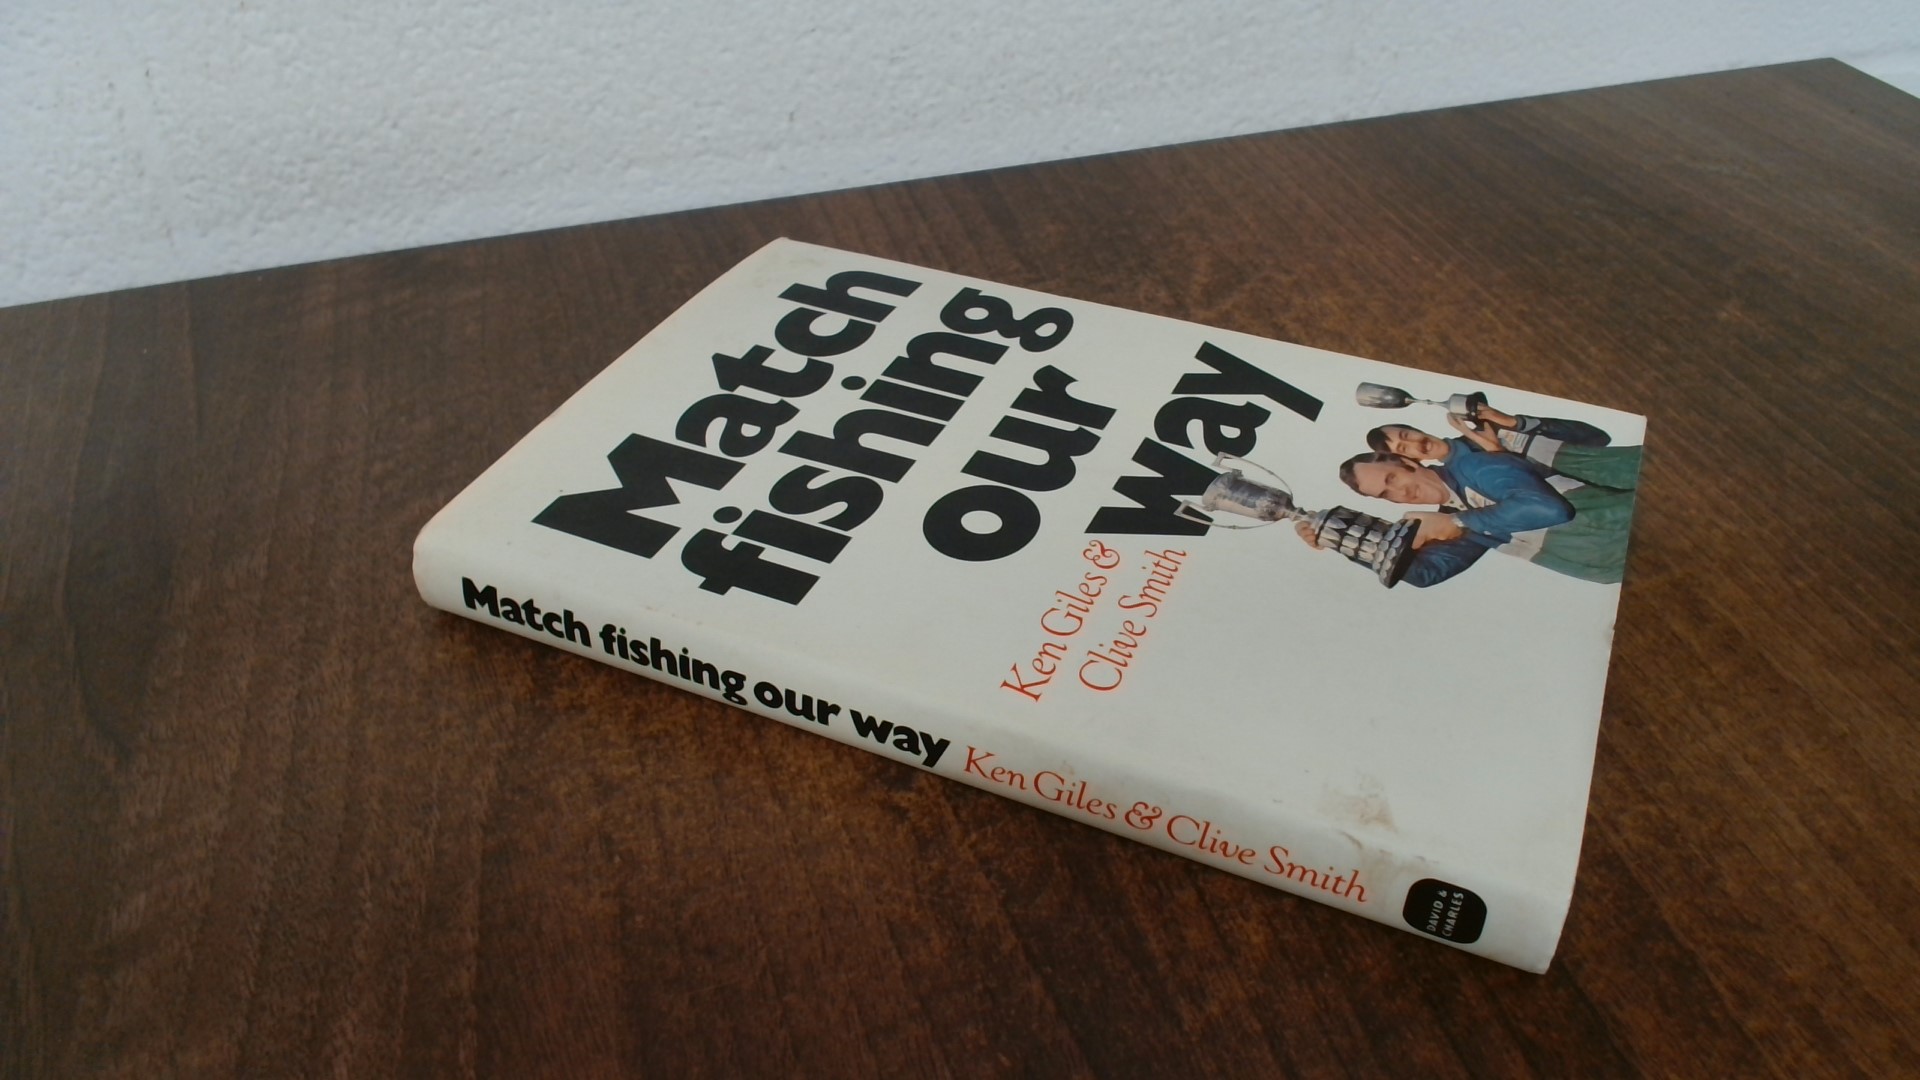 Match
fishing
our
way
Ken Giles &
Clive Smith
Match fishing our way Ken Giles & Clive Smith
DAVID &
CHARLES